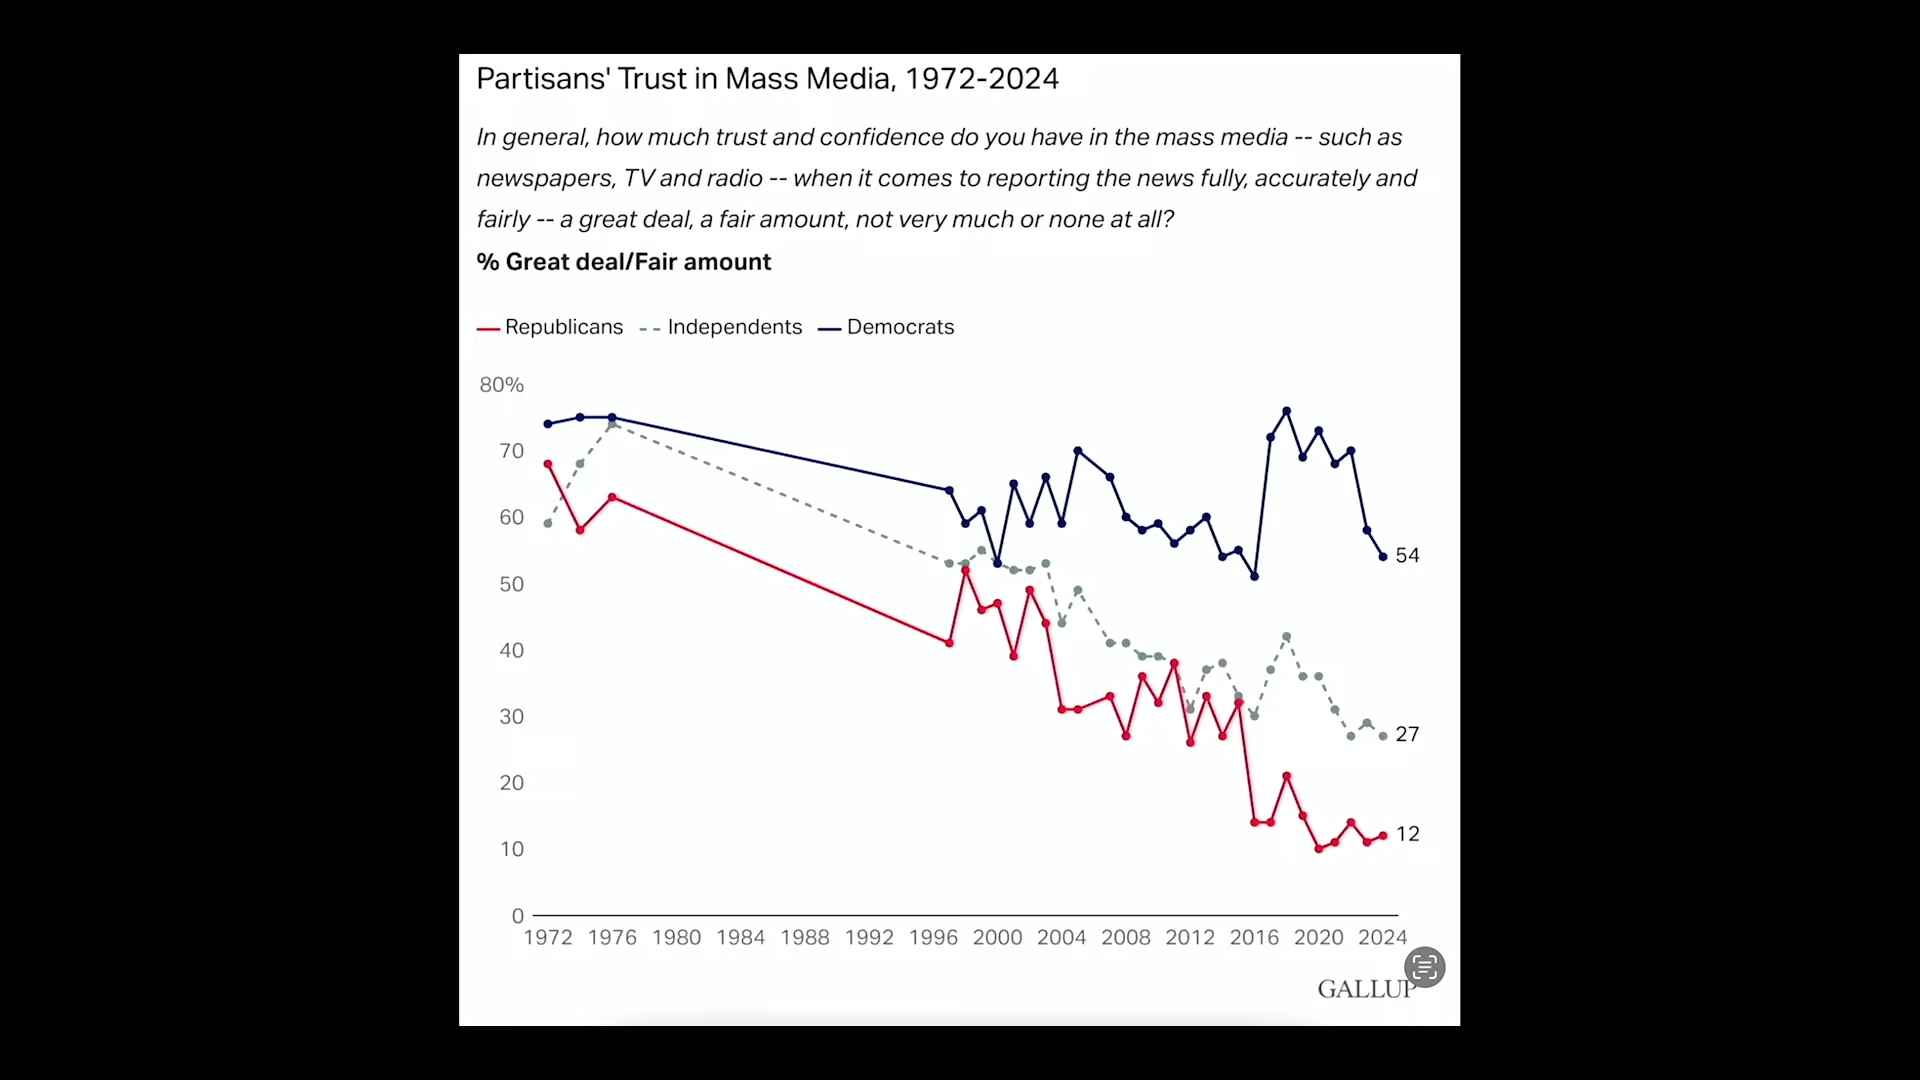 Partisans' Trust in Mass Media, 1972-2024
In general, how much trust and confidence do you have in the mass media -- such as
newspapers, TV and radio -- when it comes to reporting the news fully, accurately and
fairly -- a great deal, a fair amount, not very much or none at all?
% Great deal/Fair amount
Republicans Independents Democrats
80%
70
60
54
50
40
30
27
20
12
10
0
1972 1976 1980 1984 1988 1992 1996 2000 2004 2008 2012 2016 2020 2024
GALLUP